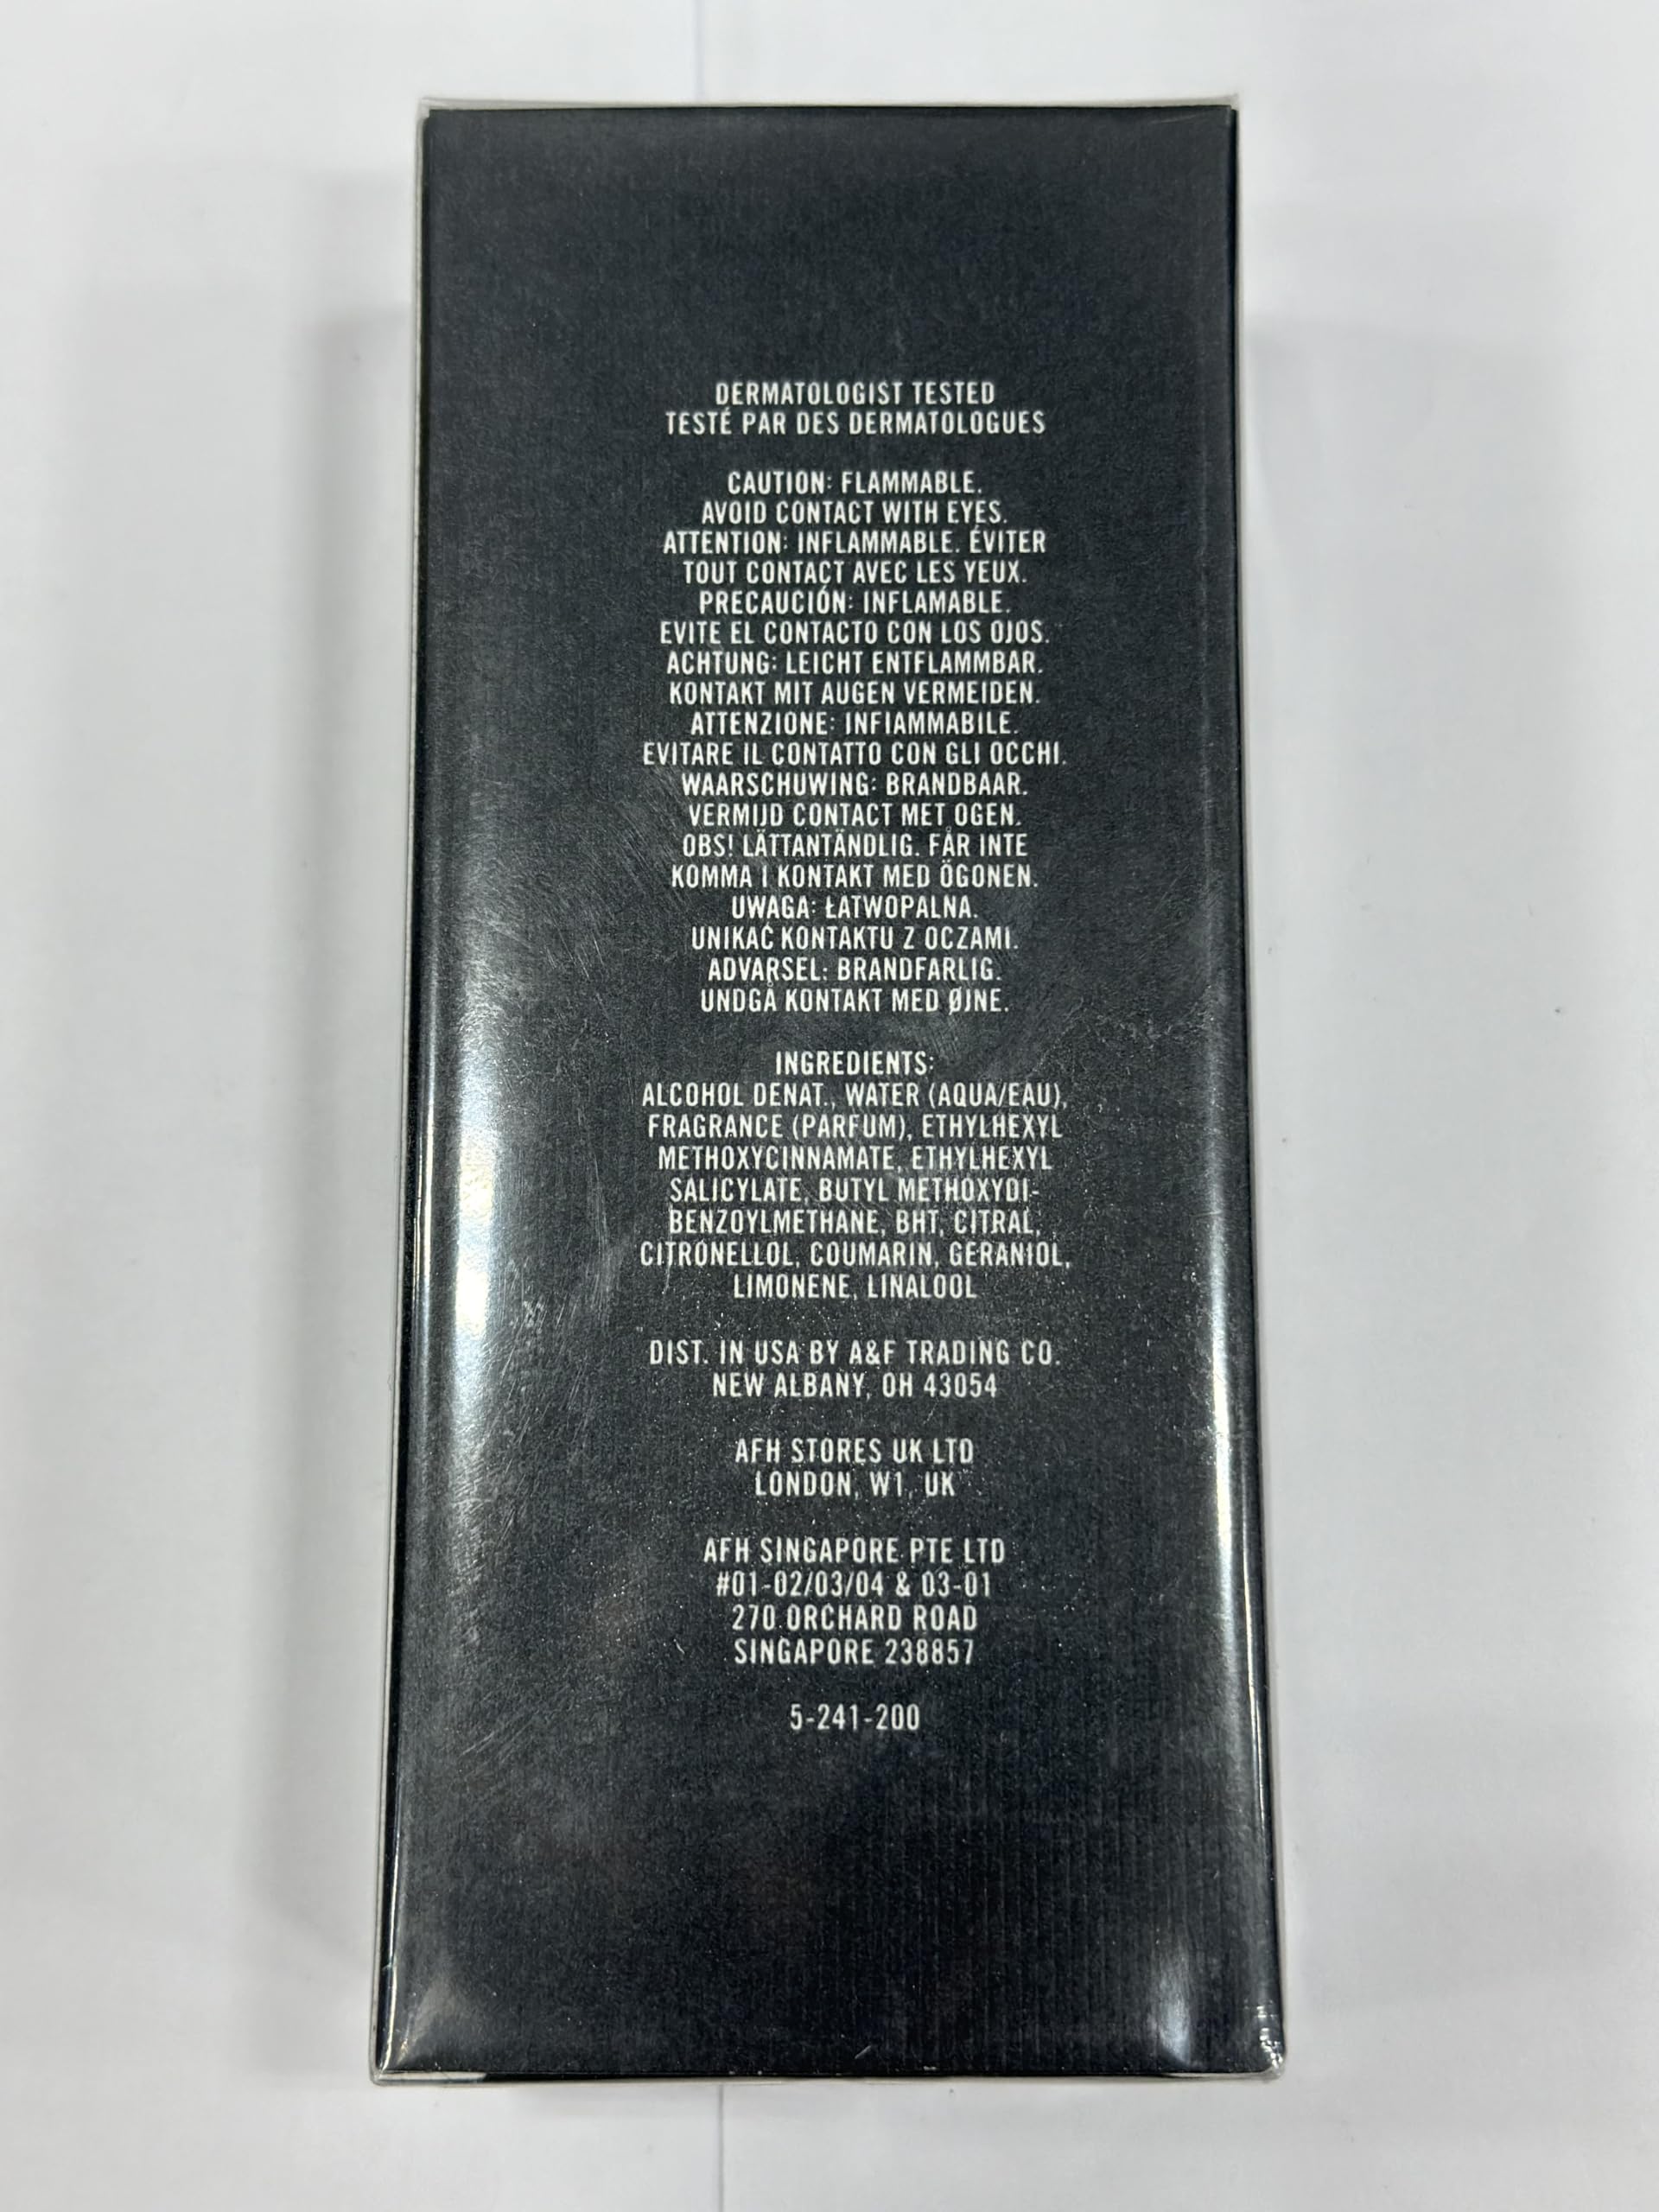 DERMATOLOGIST TESTED
TESTÉ PAR DES DERMATOLOGUES
CAUTION: FLAMMABLE.
AVOID CONTACT WITH EYES.
ATTENTION: INFLAMMABLE. ÉVITER
TOUT CONTACT AVEC LES YEUX.
PRECAUCIÓN: INFLAMABLE.
EVITE EL CONTACTO CON LOS OJOS.
ACHTUNG: LEICHT ENTFLAMMBAR.
KONTAKT MIT AUGEN VERMEIDEN.
ATTENZIONE: INFIAMMABILE.
EVITARE IL CONTATTO CON GLI OCCHI.
WAARSCHUWING: BRANDBAAR.
VERMIJD CONTACT MET OGEN.
OBS! LÄTTANTÄNDLIG. FÅR INTE
KOMMA I KONTAKT MED ÖGONEN.
UWAGA: ŁATWOPALNA.
UNIKAĆ KONTAKTU Z OCZAMI.
ADVARSEL: BRANDFARLIG.
UNDGÅ KONTAKT MED ØJNE.
INGREDIENTS:
ALCOHOL DENAT., WATER (AQUA/EAU),
FRAGRANCE (PARFUM), ETHYLHEXYL
METHOXYCINNAMATE, ETHYLHEXYL
SALICYLATE, BUTYL METHOXYDI-
BENZOYLMETHANE, BHT, CITRAL,
CITRONELLOL, COUMARIN, GERANIOL,
LIMONENE, LINALOOL
DIST. IN USA BY A&F TRADING CO.
NEW ALBANY, OH 43054
AFH STORES UK LTD
LONDON, W1, UK
AFH SINGAPORE PTE LTD
#01-02/03/04 & 03-01
270 ORCHARD ROAD
SINGAPORE 238857
5-241-200